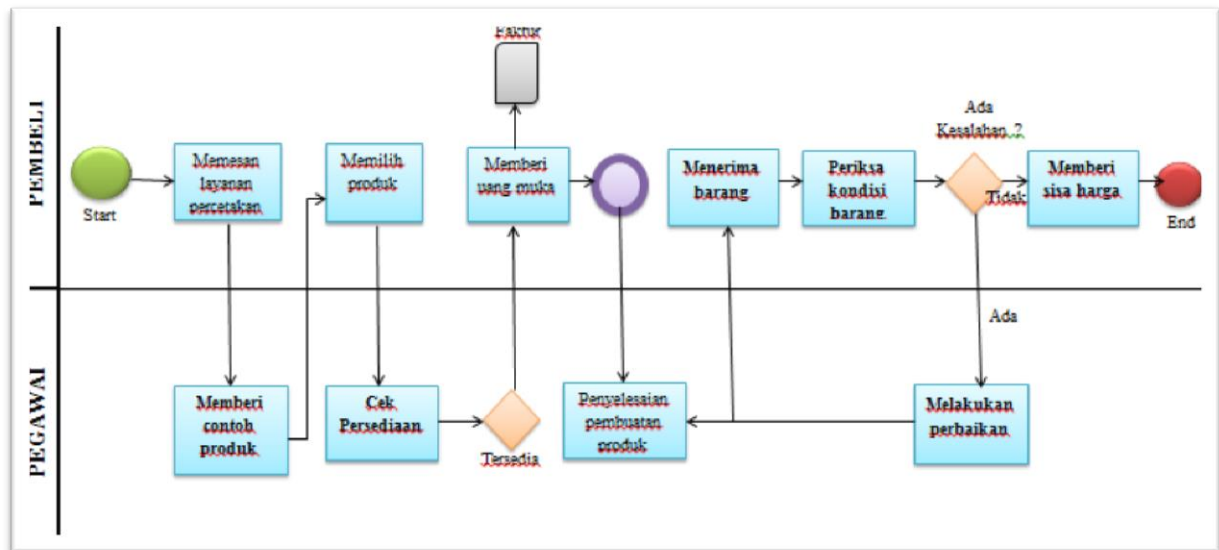 PEMBELI
Start
Memesan
layanan
percetakan
Memilih
produk
Faktur
Memberi
uang muka
Menerima
barang
Periksa
kondisi
barang
Ada
Kesalahan ?
Tidak
Memberi
sisa harga
End
PEGAWAI
Memberi
contoh
produk
Cek
Persediaan
Tersedia
Penyelesaian
pembuatan
produk
Ada
Melakukan
perbaikan